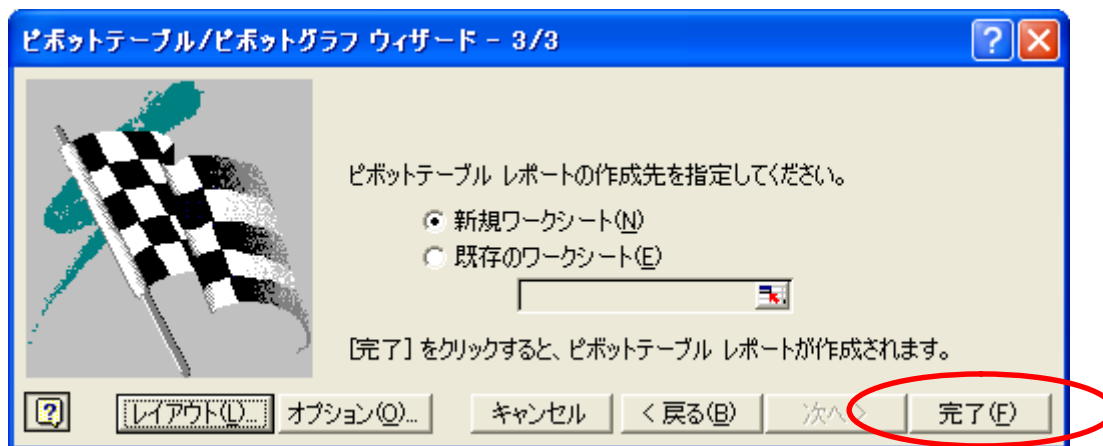 ピボットテーブル/ピボットグラフ ウィザード - 3/3
ピボットテーブル レポートの作成先を指定してください。
新規ワークシート(N)
既存のワークシート(E)
[完了] をクリックすると、ピボットテーブル レポートが作成されます。
レイアウト(L)... オプション(O)... キャンセル < 戻る(B) 次へ > 完了(F)